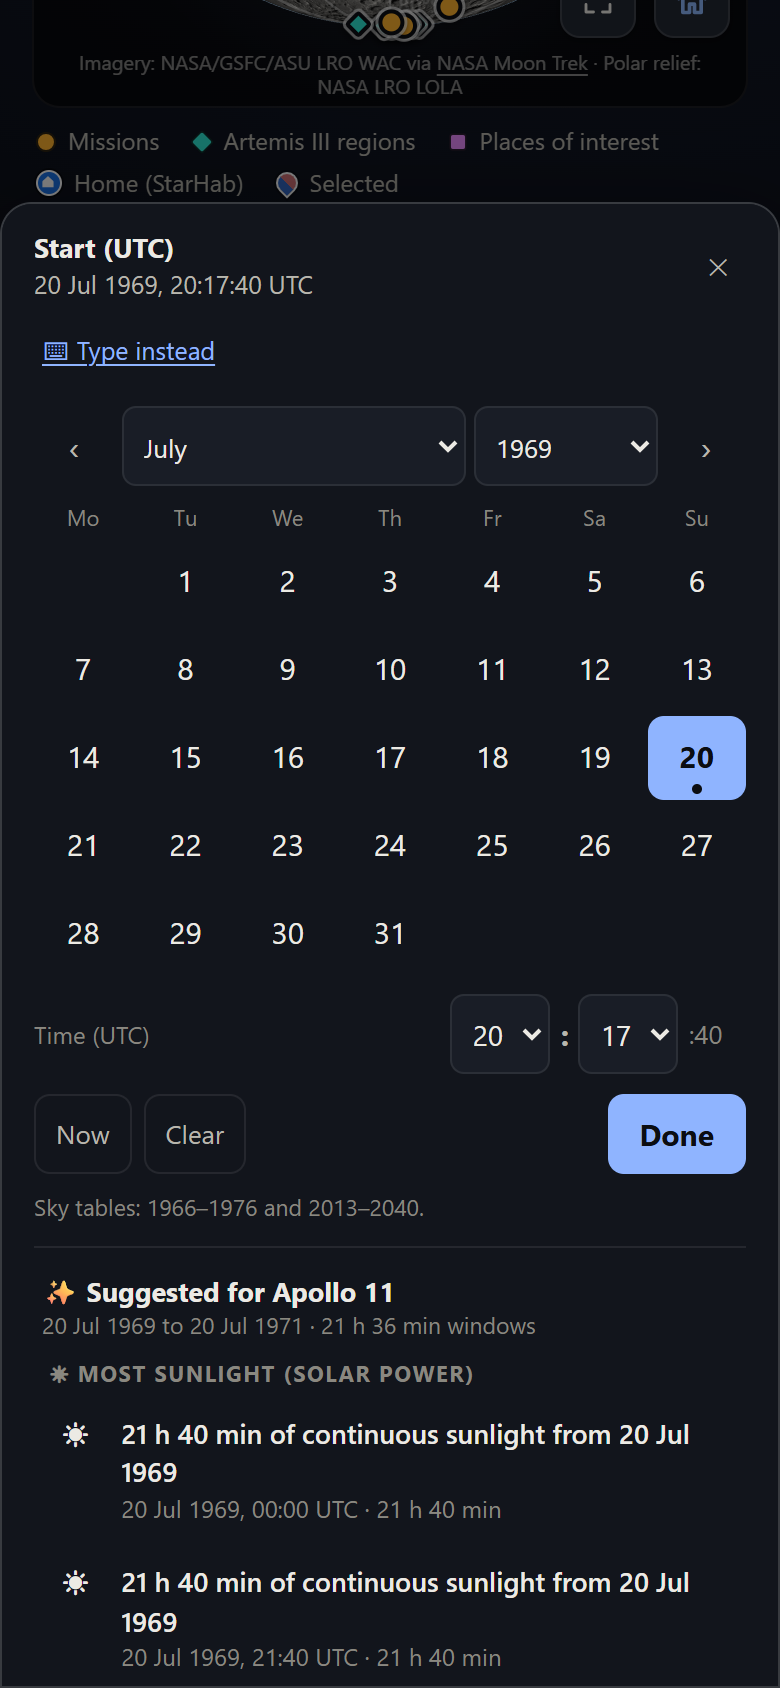 Imagery: NASA/GSFC/ASU LRO WAC via NASA Moon Trek · Polar relief:
NASA LRO LOLA
Missions Artemis III regions Places of interest
Home (StarHab) Selected
Start (UTC)
20 Jul 1969, 20:17:40 UTC
Type instead
‹ July 1969 ›
Mo Tu We Th Fr Sa Su
1 2 3 4 5 6
7 8 9 10 11 12 13
14 15 16 17 18 19 20
21 22 23 24 25 26 27
28 29 30 31
Time (UTC) 20 : 17 :40
Now Clear Done
Sky tables: 1966–1976 and 2013–2040.
✨ Suggested for Apollo 11
20 Jul 1969 to 20 Jul 1971 · 21 h 36 min windows
MOST SUNLIGHT (SOLAR POWER)
21 h 40 min of continuous sunlight from 20 Jul
1969
20 Jul 1969, 00:00 UTC · 21 h 40 min
21 h 40 min of continuous sunlight from 20 Jul
1969
20 Jul 1969, 21:40 UTC · 21 h 40 min